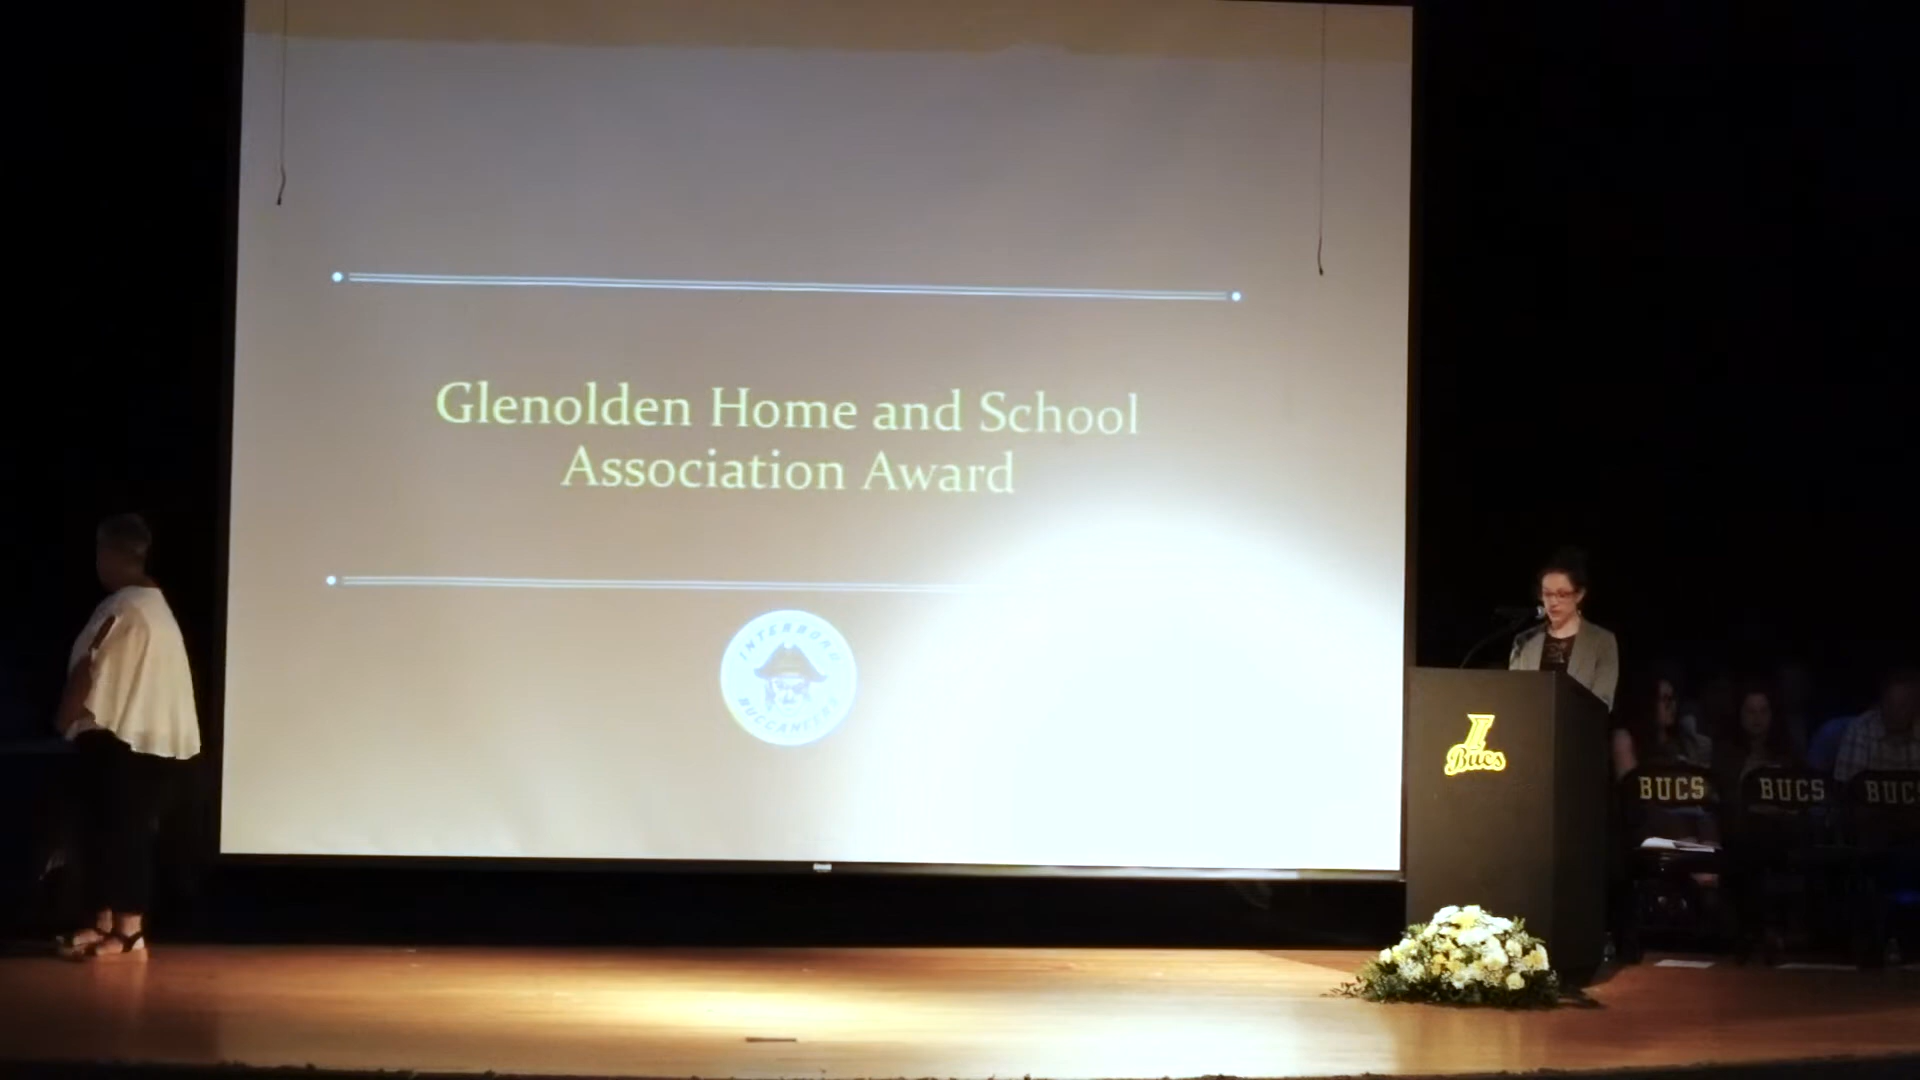 Glenolden Home and School
Association Award
INTERBORO
BUCCANEERS
I
Bucs
BUCS
BUCS
BUCS